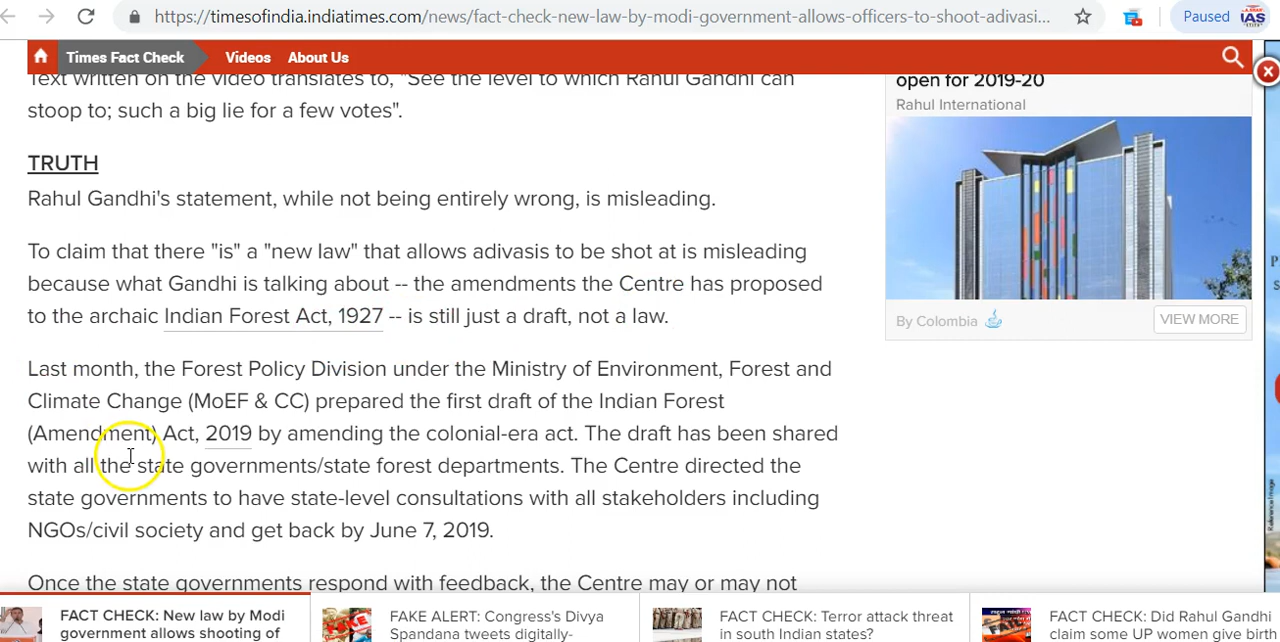 https://timesofindia.indiatimes.com/news/fact-check-new-law-by-modi-government-allows-officers-to-shoot-adivasi...
Paused
IAS
Times Fact Check
Videos
About Us
Text written on the video translates to, "See the level to which Rahul Gandhi can
stoop to; such a big lie for a few votes".
TRUTH
Rahul Gandhi's statement, while not being entirely wrong, is misleading.
To claim that there "is" a "new law" that allows adivasis to be shot at is misleading
because what Gandhi is talking about -- the amendments the Centre has proposed
to the archaic Indian Forest Act, 1927 -- is still just a draft, not a law.
Last month, the Forest Policy Division under the Ministry of Environment, Forest and
Climate Change (MoEF & CC) prepared the first draft of the Indian Forest
(Amendment) Act, 2019 by amending the colonial-era act. The draft has been shared
with all the state governments/state forest departments. The Centre directed the
state governments to have state-level consultations with all stakeholders including
NGOs/civil society and get back by June 7, 2019.
Once the state governments respond with feedback, the Centre may or may not
open for 2019-20
Rahul International
By Colombia
VIEW MORE
P
s
Reference Image
FACT CHECK: New law by Modi
government allows shooting of
FAKE ALERT: Congress's Divya
Spandana tweets digitally-
FACT CHECK: Terror attack threat
in south Indian states?
FACT CHECK: Did Rahul Gandhi
claim some UP women give birt